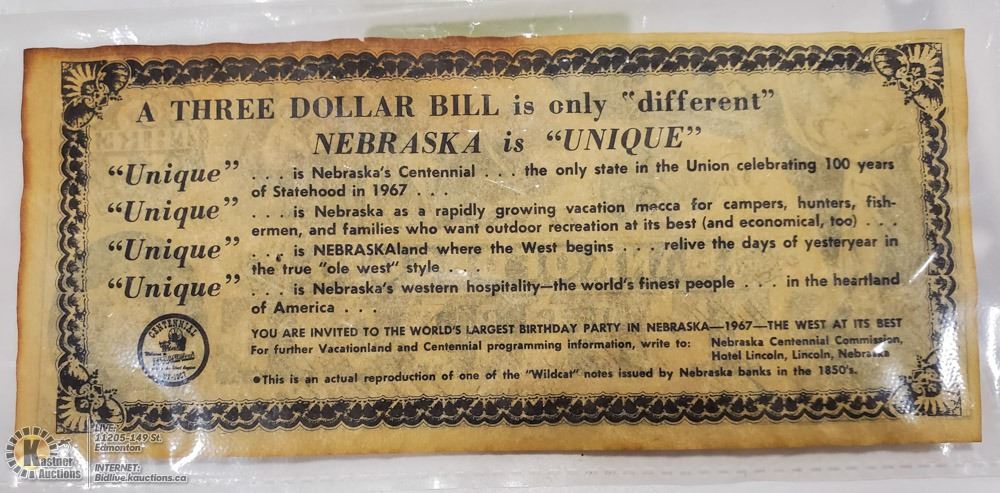 A THREE DOLLAR BILL is only "different"
NEBRASKA is "UNIQUE"
"Unique" . . . is Nebraska's Centennial . . . the only state in the Union celebrating 100 years
of Statehood in 1967 . . .
"Unique" . . . is Nebraska as a rapidly growing vacation mecca for campers, hunters, fish-
ermen, and families who want outdoor recreation at its best (and economical, too) . . .
"Unique" . . . is NEBRASKAland where the West begins . . . relive the days of yesteryear in
the true "ole west" style . . .
"Unique" . . . is Nebraska's western hospitality—the world's finest people . . . in the heartland
of America . . .
YOU ARE INVITED TO THE WORLD'S LARGEST BIRTHDAY PARTY IN NEBRASKA—1967—THE WEST AT ITS BEST
For further Vacationland and Centennial programming information, write to: Nebraska Centennial Commission,
Hotel Lincoln, Lincoln, Nebraska
●This is an actual reproduction of one of the "Wildcat" notes issued by Nebraska banks in the 1850's.
CENTENNIAL
Kastner
Auctions
LIVE:
11205-149 St.
Edmonton
INTERNET:
Bidlive.kauctions.ca